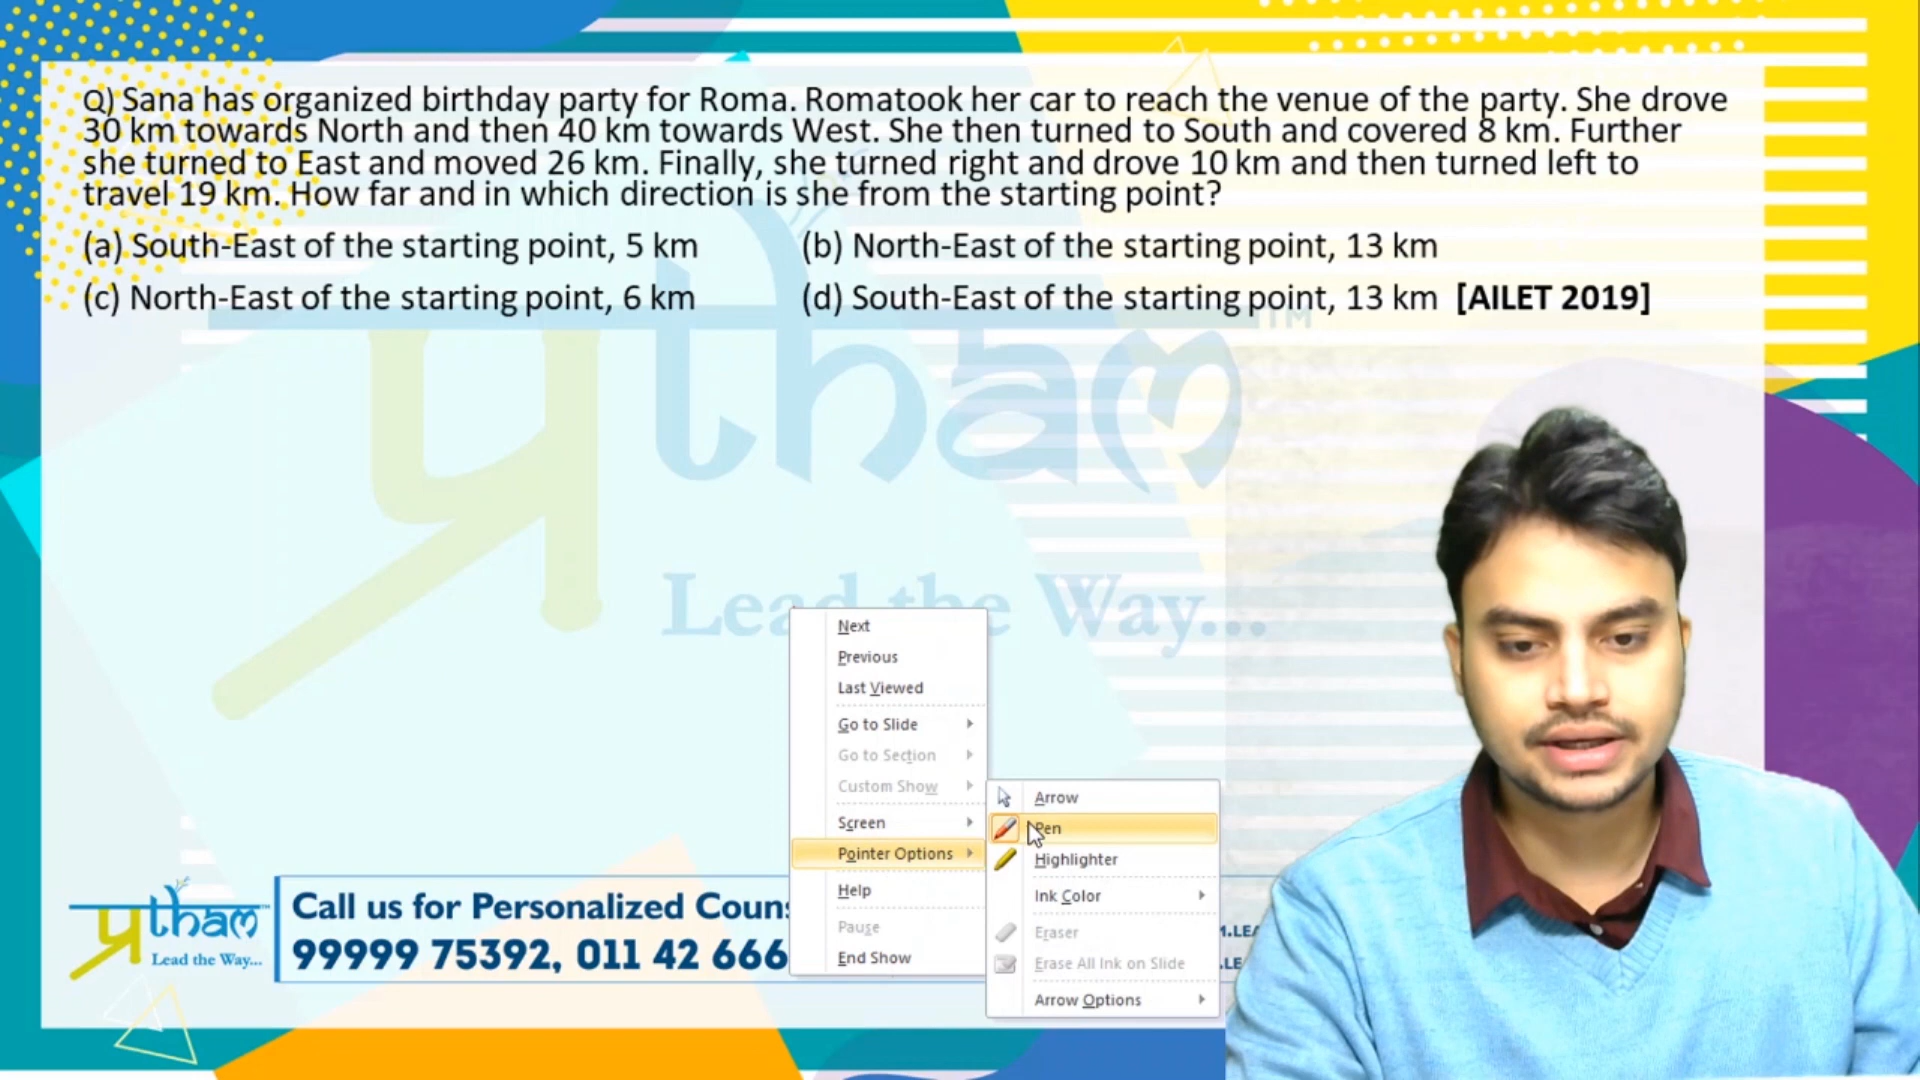 Q) Sana has organized birthday party for Roma. Romatook her car to reach the venue of the party. She drove
30 km towards North and then 40 km towards West. She then turned to South and covered 8 km. Further
she turned to East and moved 26 km. Finally, she turned right and drove 10 km and then turned left to
travel 19 km. How far and in which direction is she from the starting point?
(a) South-East of the starting point, 5 km (b) North-East of the starting point, 13 km
(c) North-East of the starting point, 6 km (d) South-East of the starting point, 13 km [AILET 2019]
प्रtham TM
Lead the Way...
Next
Previous
Last Viewed
Go to Slide
Go to Section
Custom Show
Screen
Pointer Options
Help
Pause
End Show
Arrow
Pen
Highlighter
Ink Color
Eraser
Erase All Ink on Slide
Arrow Options
प्रtham
Lead the Way...
Call us for Personalized
99999 75392, 011 42 666